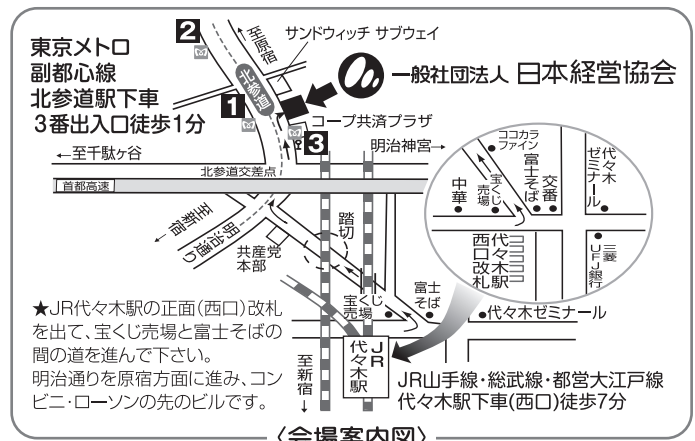 東京メトロ
副都心線
北参道駅下車
3番出入口徒歩1分
2
至原宿
サンドウィッチ サブウェイ
北参道
1
一般社団法人 日本経営協会
コープ共済プラザ
3
←至千駄ヶ谷
明治神宮→
北参道交差点
首都高速
至新宿
明治通り
共産党
本部
踏切
ココカラ
ファイン
中華
宝くじ
売場
富士そば
交番
代々木
ゼミナール
代々木駅
西口改札
三菱
UFJ銀行
宝くじ
売場
富士
そば
代々木ゼミナール
★JR代々木駅の正面(西口)改札
を出て、宝くじ売場と富士そばの
間の道を進んで下さい。
明治通りを原宿方面に進み、コン
ビニ・ローソンの先のビルです。
至新宿
↓
JR
代々木駅
JR山手線・総武線・都営大江戸線
代々木駅下車(西口)徒歩7分
〈会場案内図〉